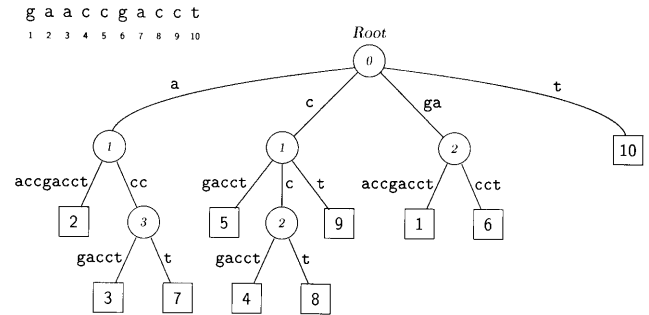 g a a c c g a c c t
1 2 3 4 5 6 7 8 9 10
Root
0
a
c
ga
t
1
1
2
10
accgacct
cc
gacct
c
t
accgacct
cct
2
3
5
2
9
1
6
gacct
t
gacct
t
3
7
4
8